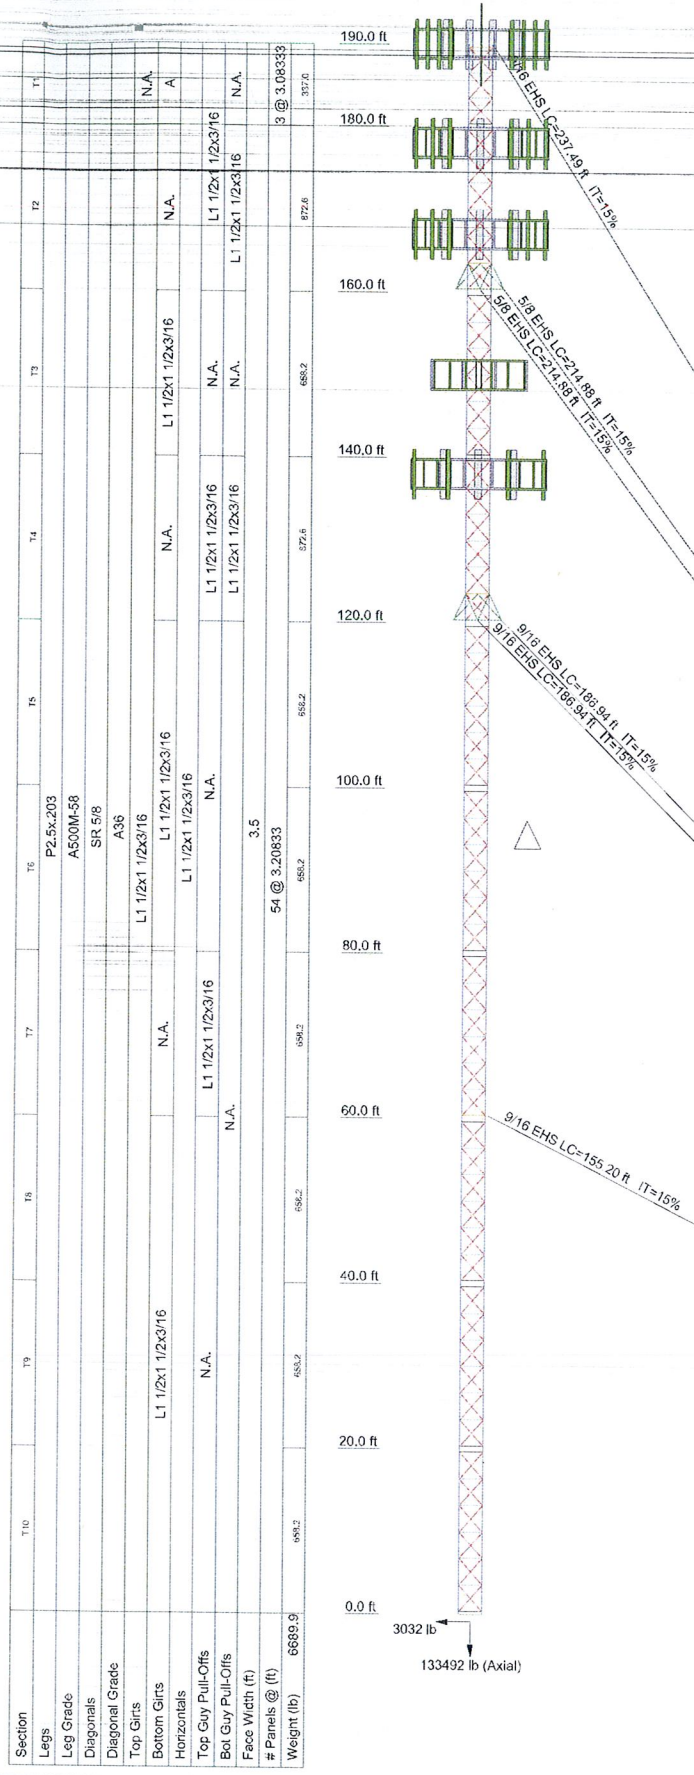 Section T10 T9 T8 T7 T6 T5 T4 T3 T2 T1
Legs P2.5x.203
Leg Grade A500M-58
Diagonals SR 5/8
Diagonal Grade A36
Top Girts L1 1/2x1 1/2x3/16 N.A.
Bottom Girts L1 1/2x1 1/2x3/16 N.A. L1 1/2x1 1/2x3/16 N.A. L1 1/2x1 1/2x3/16 N.A. A
Horizontals L1 1/2x1 1/2x3/16
Top Guy Pull-Offs N.A. L1 1/2x1 1/2x3/16 N.A. L1 1/2x1 1/2x3/16 N.A. L1 1/2x1 1/2x3/16
Bot Guy Pull-Offs N.A. L1 1/2x1 1/2x3/16 N.A. L1 1/2x1 1/2x3/16 N.A.
Face Width (ft) 3.5
# Panels @ (ft) 54 @ 3.20833 3 @ 3.08333
Weight (lb) 6689.9 658.2 658.2 658.2 658.2 658.2 658.2 672.6 658.2 672.6 337.0
190.0 ft
180.0 ft
160.0 ft
140.0 ft
120.0 ft
100.0 ft
80.0 ft
60.0 ft
40.0 ft
20.0 ft
0.0 ft
EHS LC=237.49 ft IT=15%
5/8 EHS LC=214.88 ft IT=15%
5/8 EHS LC=214.88 ft IT=15%
9/16 EHS LC=186.94 ft IT=15%
9/16 EHS LC=186.94 ft IT=15%
9/16 EHS LC=155.20 ft IT=15%
3032 lb
133492 lb (Axial)